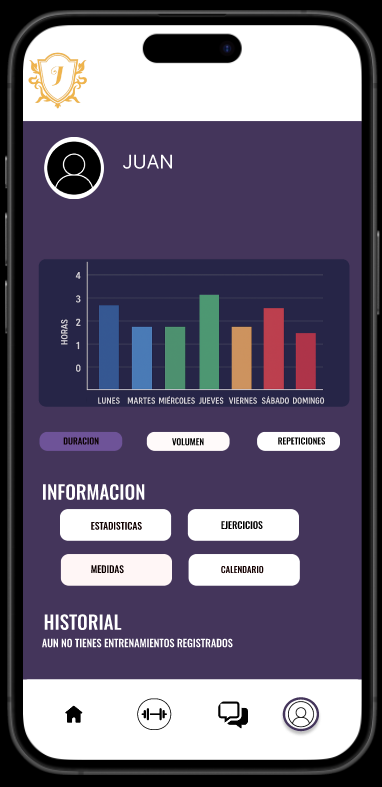 J
JUAN
4
3
2
1
0
HORAS
LUNES MARTES MIÉRCOLES JUEVES VIERNES SÁBADO DOMINGO
DURACION VOLUMEN REPETICIONES
INFORMACION
ESTADISTICAS EJERCICIOS
MEDIDAS CALENDARIO
HISTORIAL
AUN NO TIENES ENTRENAMIENTOS REGISTRADOS